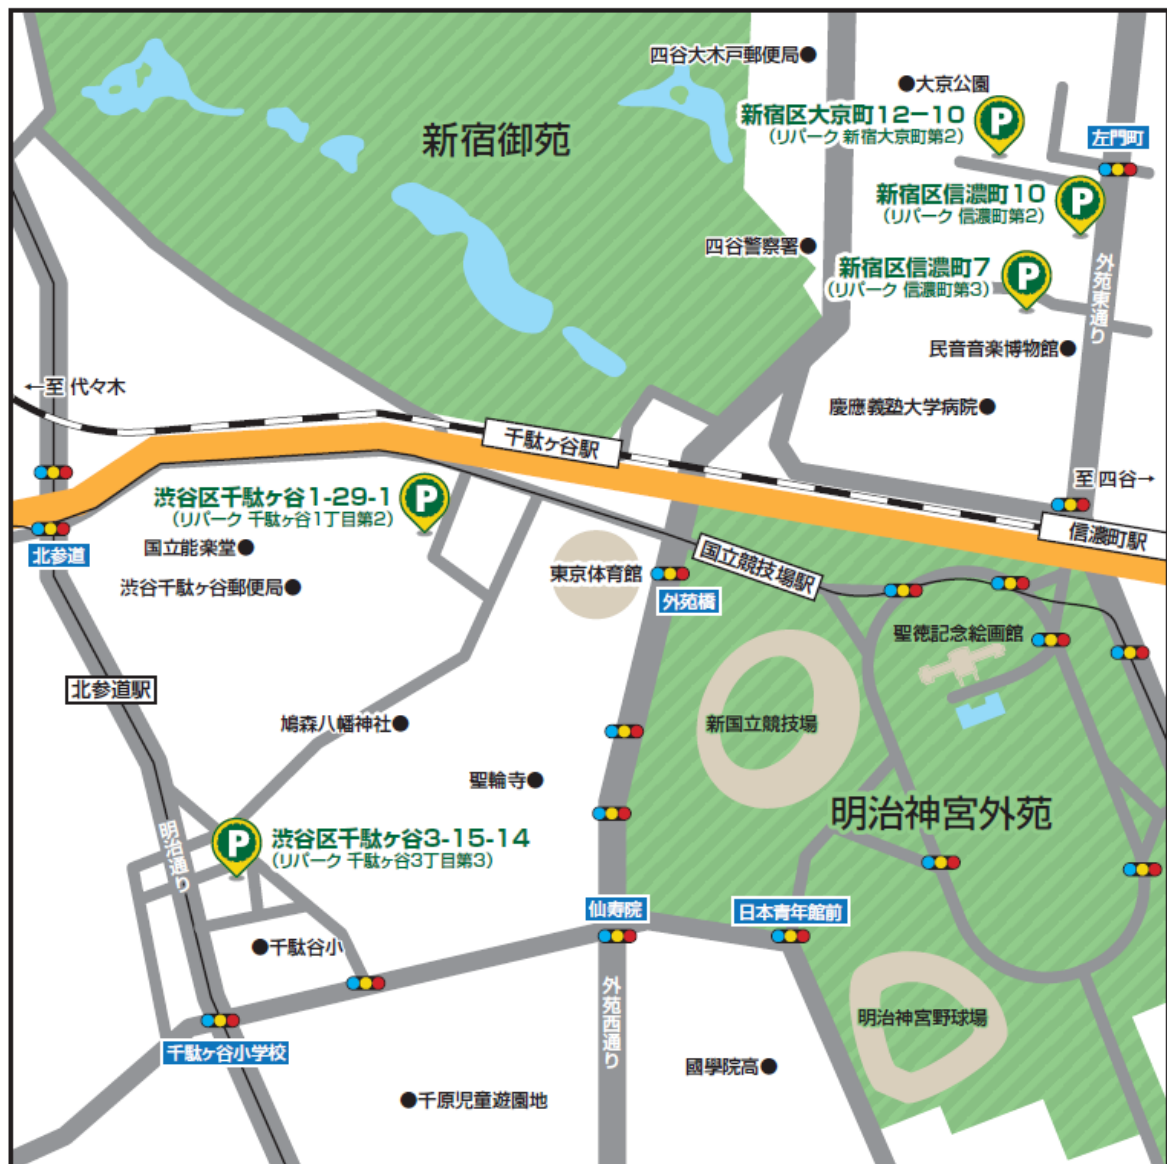 四谷大木戸郵便局●
●大京公園
新宿区大京町12−10
(リパーク 新宿大京町第2)
P
左門町
新宿御苑
新宿区信濃町10
(リパーク 信濃町第2)
P
四谷警察署●
新宿区信濃町7
(リパーク 信濃町第3)
P
外苑東通り
民音音楽博物館●
←至 代々木
慶應義塾大学病院●
千駄ヶ谷駅
至 四谷→
渋谷区千駄ヶ谷1-29-1
(リパーク 千駄ヶ谷1丁目第2)
P
信濃町駅
北参道
国立能楽堂●
国立競技場駅
東京体育館
渋谷千駄ヶ谷郵便局●
外苑橋
聖徳記念絵画館
北参道駅
鳩森八幡神社●
新国立競技場
聖輪寺●
明治神宮外苑
明治通り
P
渋谷区千駄ヶ谷3-15-14
(リパーク 千駄ヶ谷3丁目第3)
仙寿院
日本青年館前
●千駄谷小
外苑西通り
明治神宮野球場
千駄ヶ谷小学校
國學院高●
●千原児童遊園地